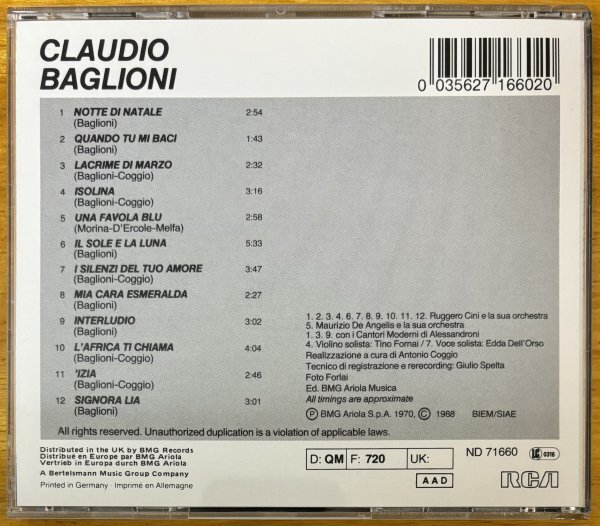 CLAUDIO
BAGLIONI
0 035627 166020
1 NOTTE DI NATALE 2:54
(Baglioni)
2 QUANDO TU MI BACI 1:43
(Baglioni)
3 LACRIME DI MARZO 2:32
(Baglioni-Coggio)
4 ISOLINA 3:16
(Baglioni-Coggio)
5 UNA FAVOLA BLU 2:58
(Morina-D'Ercole-Melfa)
6 IL SOLE E LA LUNA 5:33
(Baglioni-Coggio)
7 I SILENZI DEL TUO AMORE 3:47
(Baglioni-Coggio)
8 MIA CARA ESMERALDA 2:27
(Baglioni)
9 INTERLUDIO 3:02
(Baglioni-Coggio)
10 L'AFRICA TI CHIAMA 4:04
(Baglioni-Coggio)
11 'IZIA 2:46
(Baglioni-Coggio)
12 SIGNORA LIA 3:01
(Baglioni)
1. 2. 3. 4. 6. 7. 8. 9. 10. 11. 12. Ruggero Cini e la sua orchestra
5. Maurizio De Angelis e la sua orchestra
1. 3. 9. con i Cantori Moderni di Alessandroni
4. Violino solista: Tino Fornai / 7. Voce solista: Edda Dell'Orso
Realizzazione a cura di Antonio Coggio
Tecnico di registrazione e rerecording: Giulio Spelta
Foto Forlai
Ed. BMG Ariola Musica
All timings are approximate
Ⓟ BMG Ariola S.p.A. 1970, Ⓒ 1988 BIEM/SIAE
All rights reserved. Unauthorized duplication is a violation of applicable laws.
Distributed in the UK by BMG Records
Distribué en Europe par BMG Ariola
Vertrieb in Europa durch BMG Ariola
A Bertelsmann Music Group Company
Printed in Germany · Imprimé en Allemagne
D: QM F: 720 UK:
AAD
ND 71660
LC 0316
RCA